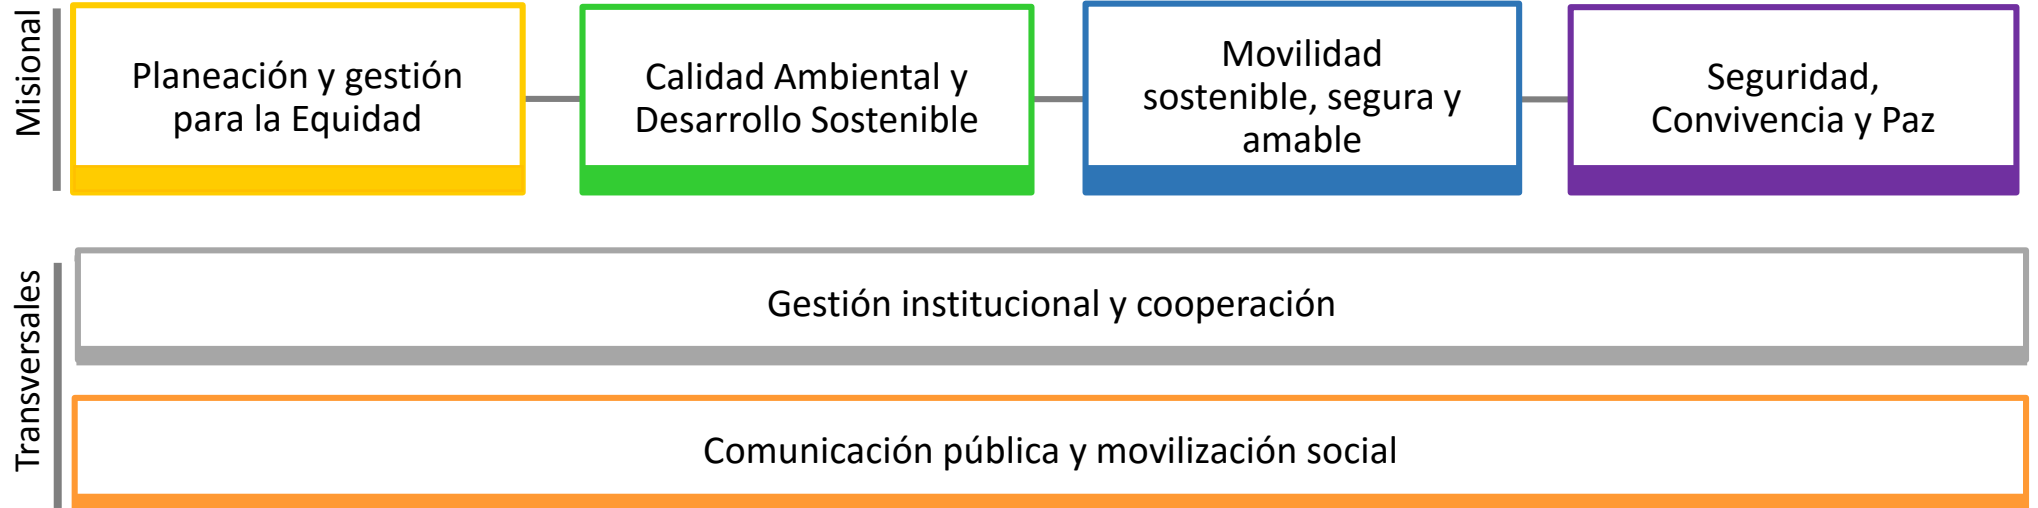 Misional
Planeación y gestión
para la Equidad
Calidad Ambiental y
Desarrollo Sostenible
Movilidad
sostenible, segura y
amable
Seguridad,
Convivencia y Paz
Transversales
Gestión institucional y cooperación
Comunicación pública y movilización social